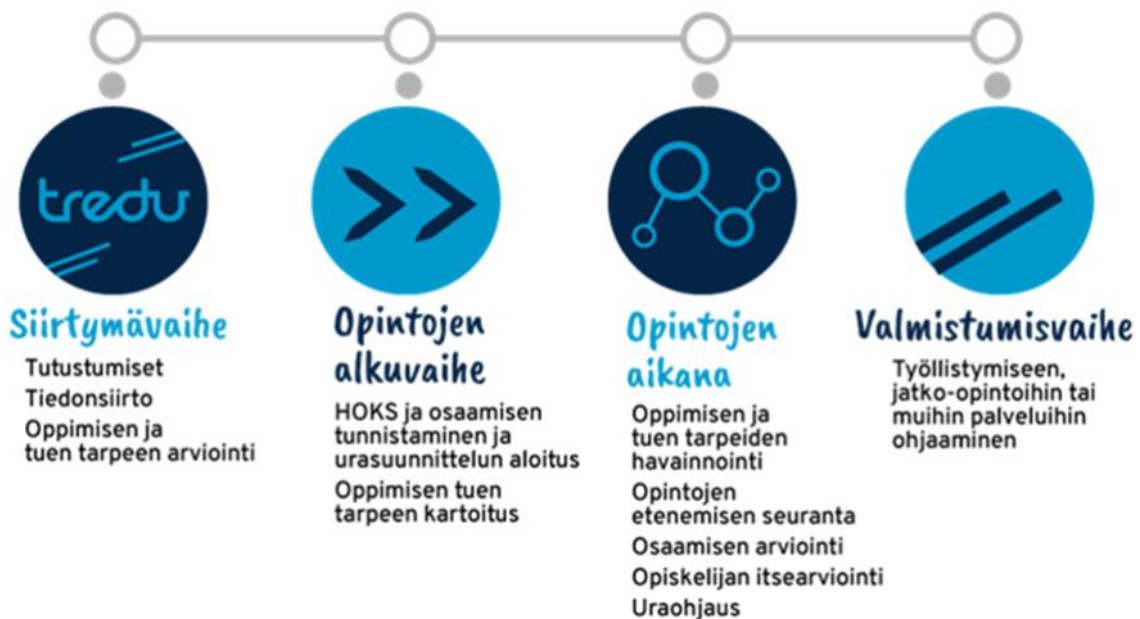 tredu
Siirtymävaihe
Tutustumiset
Tiedonsiirto
Oppimisen ja
tuen tarpeen arviointi
Opintojen
alkuvaihe
HOKS ja osaamisen
tunnistaminen ja
urasuunnittelun aloitus
Oppimisen tuen
tarpeen kartoitus
Opintojen
aikana
Oppimisen ja
tuen tarpeiden
havainnointi
Opintojen
etenemisen seuranta
Osaamisen arviointi
Opiskelijan itsearviointi
Uraohjaus
Valmistumisvaihe
Työllistymiseen,
jatko-opintoihin tai
muihin palveluihin
ohjaaminen